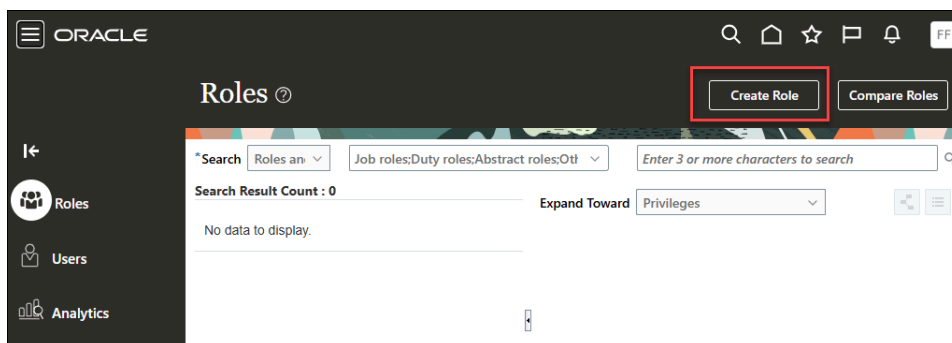 ORACLE
FF
Roles
Create Role
Compare Roles
*Search
Roles an
Job roles;Duty roles;Abstract roles;Otl
Enter 3 or more characters to search
Search Result Count : 0
Expand Toward
Privileges
No data to display.
Roles
Users
Analytics